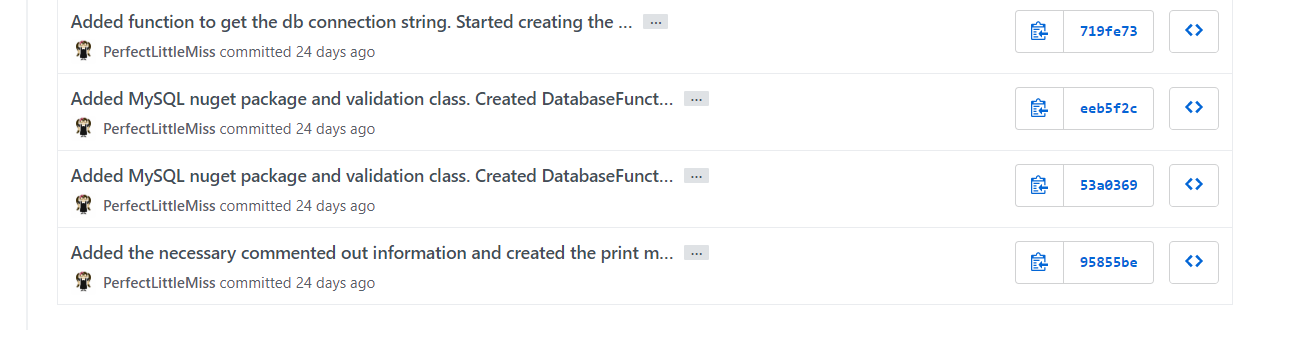 Added function to get the db connection string. Started creating the ... ...
719fe73 <>
PerfectLittleMiss committed 24 days ago
Added MySQL nuget package and validation class. Created DatabaseFunct... ...
eeb5f2c <>
PerfectLittleMiss committed 24 days ago
Added MySQL nuget package and validation class. Created DatabaseFunct... ...
53a0369 <>
PerfectLittleMiss committed 24 days ago
Added the necessary commented out information and created the print m... ...
95855be <>
PerfectLittleMiss committed 24 days ago